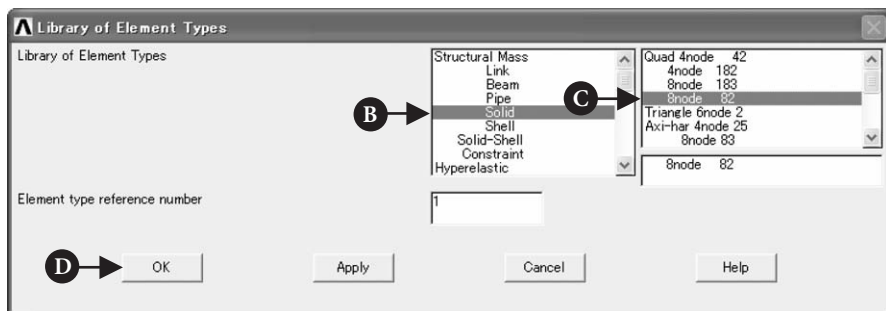 Library of Element Types
Library of Element Types
Structural Mass
Link
Beam
Pipe
Solid
Shell
Solid-Shell
Constraint
Hyperelastic
Quad 4node 42
4node 182
8node 183
8node 82
Triangle 6node 2
Axi-har 4node 25
8node 83
8node 82
B
C
Element type reference number
1
D
OK
Apply
Cancel
Help